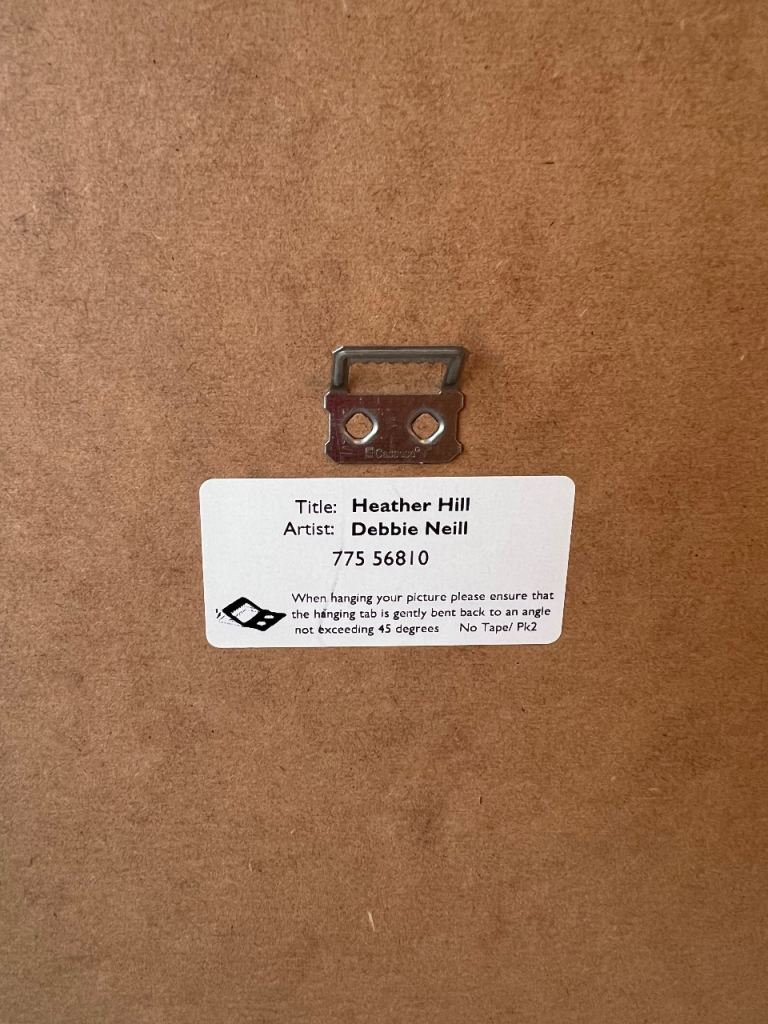 Title: Heather Hill
Artist: Debbie Neill
775 56810
When hanging your picture please ensure that
the hanging tab is gently bent back to an angle
not exceeding 45 degrees No Tape/ Pk2